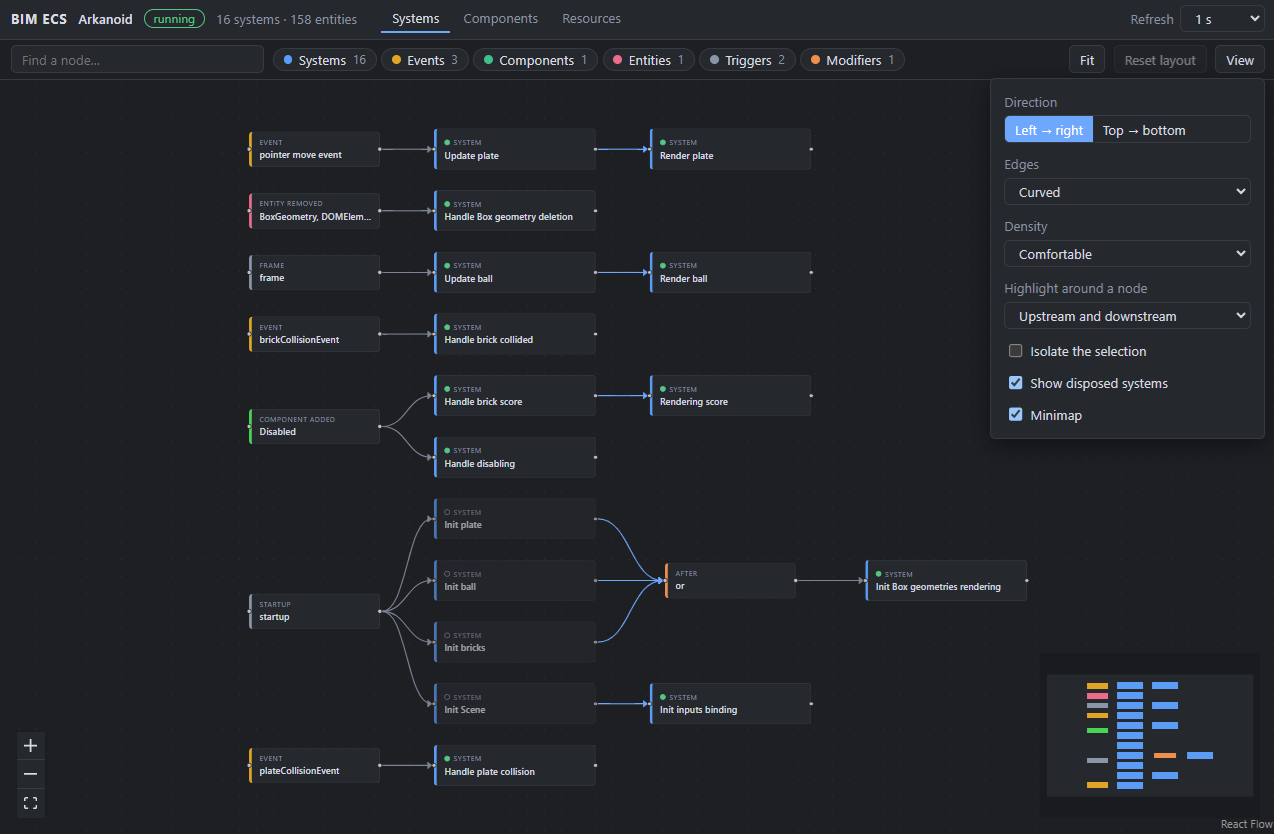 BIM ECS Arkanoid running 16 systems · 158 entities Systems Components Resources Refresh 1 s
Find a node... Systems 16 Events 3 Components 1 Entities 1 Triggers 2 Modifiers 1 Fit Reset layout View
Direction
Left → right Top → bottom
Edges
Curved
Density
Comfortable
Highlight around a node
Upstream and downstream
Isolate the selection
Show disposed systems
Minimap
EVENT
pointer move event
SYSTEM
Update plate
SYSTEM
Render plate
ENTITY REMOVED
BoxGeometry, DOMElem...
SYSTEM
Handle Box geometry deletion
FRAME
frame
SYSTEM
Update ball
SYSTEM
Render ball
EVENT
brickCollisionEvent
SYSTEM
Handle brick collided
COMPONENT ADDED
Disabled
SYSTEM
Handle brick score
SYSTEM
Rendering score
SYSTEM
Handle disabling
STARTUP
startup
SYSTEM
Init plate
SYSTEM
Init ball
SYSTEM
Init bricks
SYSTEM
Init Scene
AFTER
or
SYSTEM
Init Box geometries rendering
SYSTEM
Init inputs binding
EVENT
plateCollisionEvent
SYSTEM
Handle plate collision
React Flow